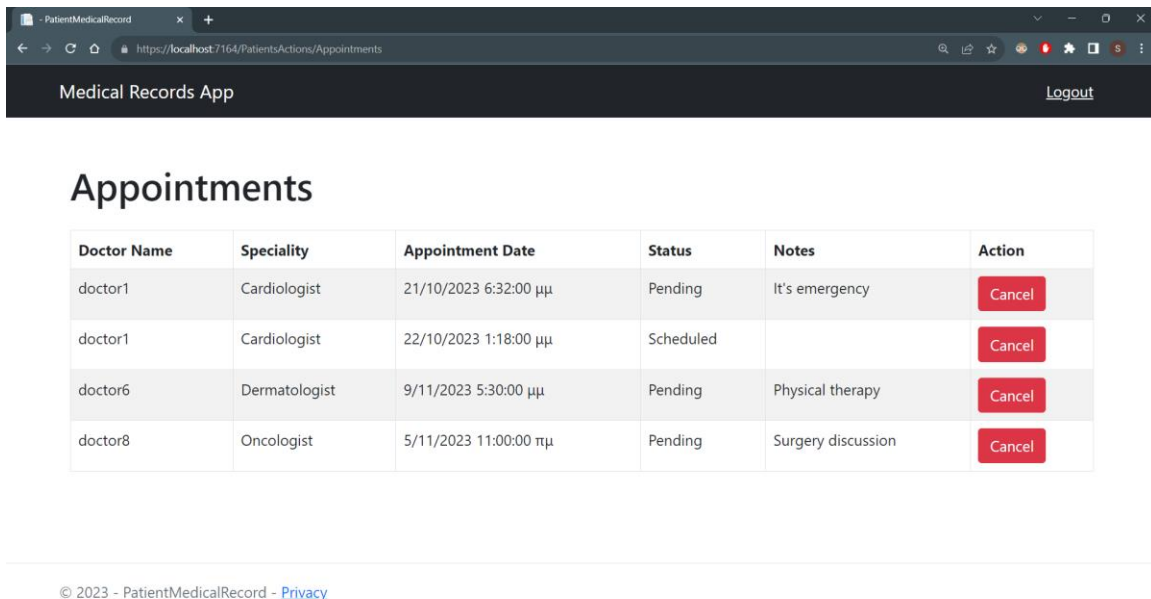 - PatientMedicalRecord
https://localhost:7164/PatientsActions/Appointments
S
Medical Records App Logout
Appointments
Doctor Name Speciality Appointment Date Status Notes Action
doctor1 Cardiologist 21/10/2023 6:32:00 μμ Pending It's emergency Cancel
doctor1 Cardiologist 22/10/2023 1:18:00 μμ Scheduled Cancel
doctor6 Dermatologist 9/11/2023 5:30:00 μμ Pending Physical therapy Cancel
doctor8 Oncologist 5/11/2023 11:00:00 πμ Pending Surgery discussion Cancel
© 2023 - PatientMedicalRecord - Privacy